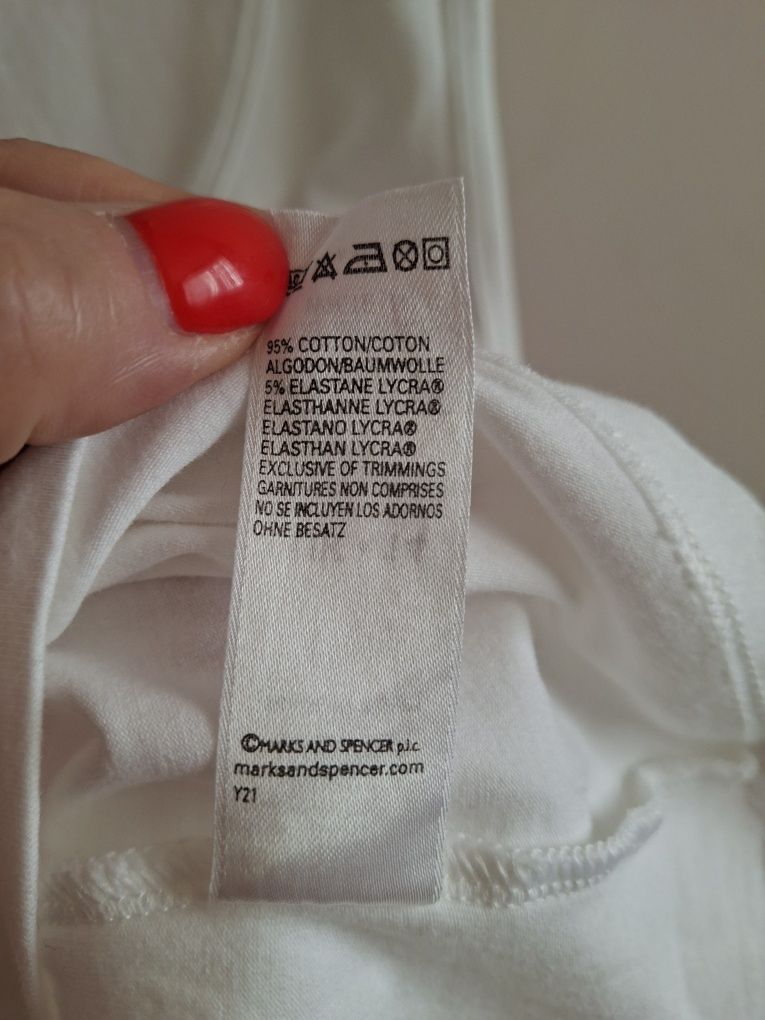 95% COTTON/COTON
ALGODON/BAUMWOLLE
5% ELASTANE LYCRA®
ELASTHANNE LYCRA®
ELASTANO LYCRA®
ELASTHAN LYCRA®
EXCLUSIVE OF TRIMMINGS
GARNITURES NON COMPRISES
NO SE INCLUYEN LOS ADORNOS
OHNE BESATZ
©MARKS AND SPENCER p.l.c.
marksandspencer.com
Y21